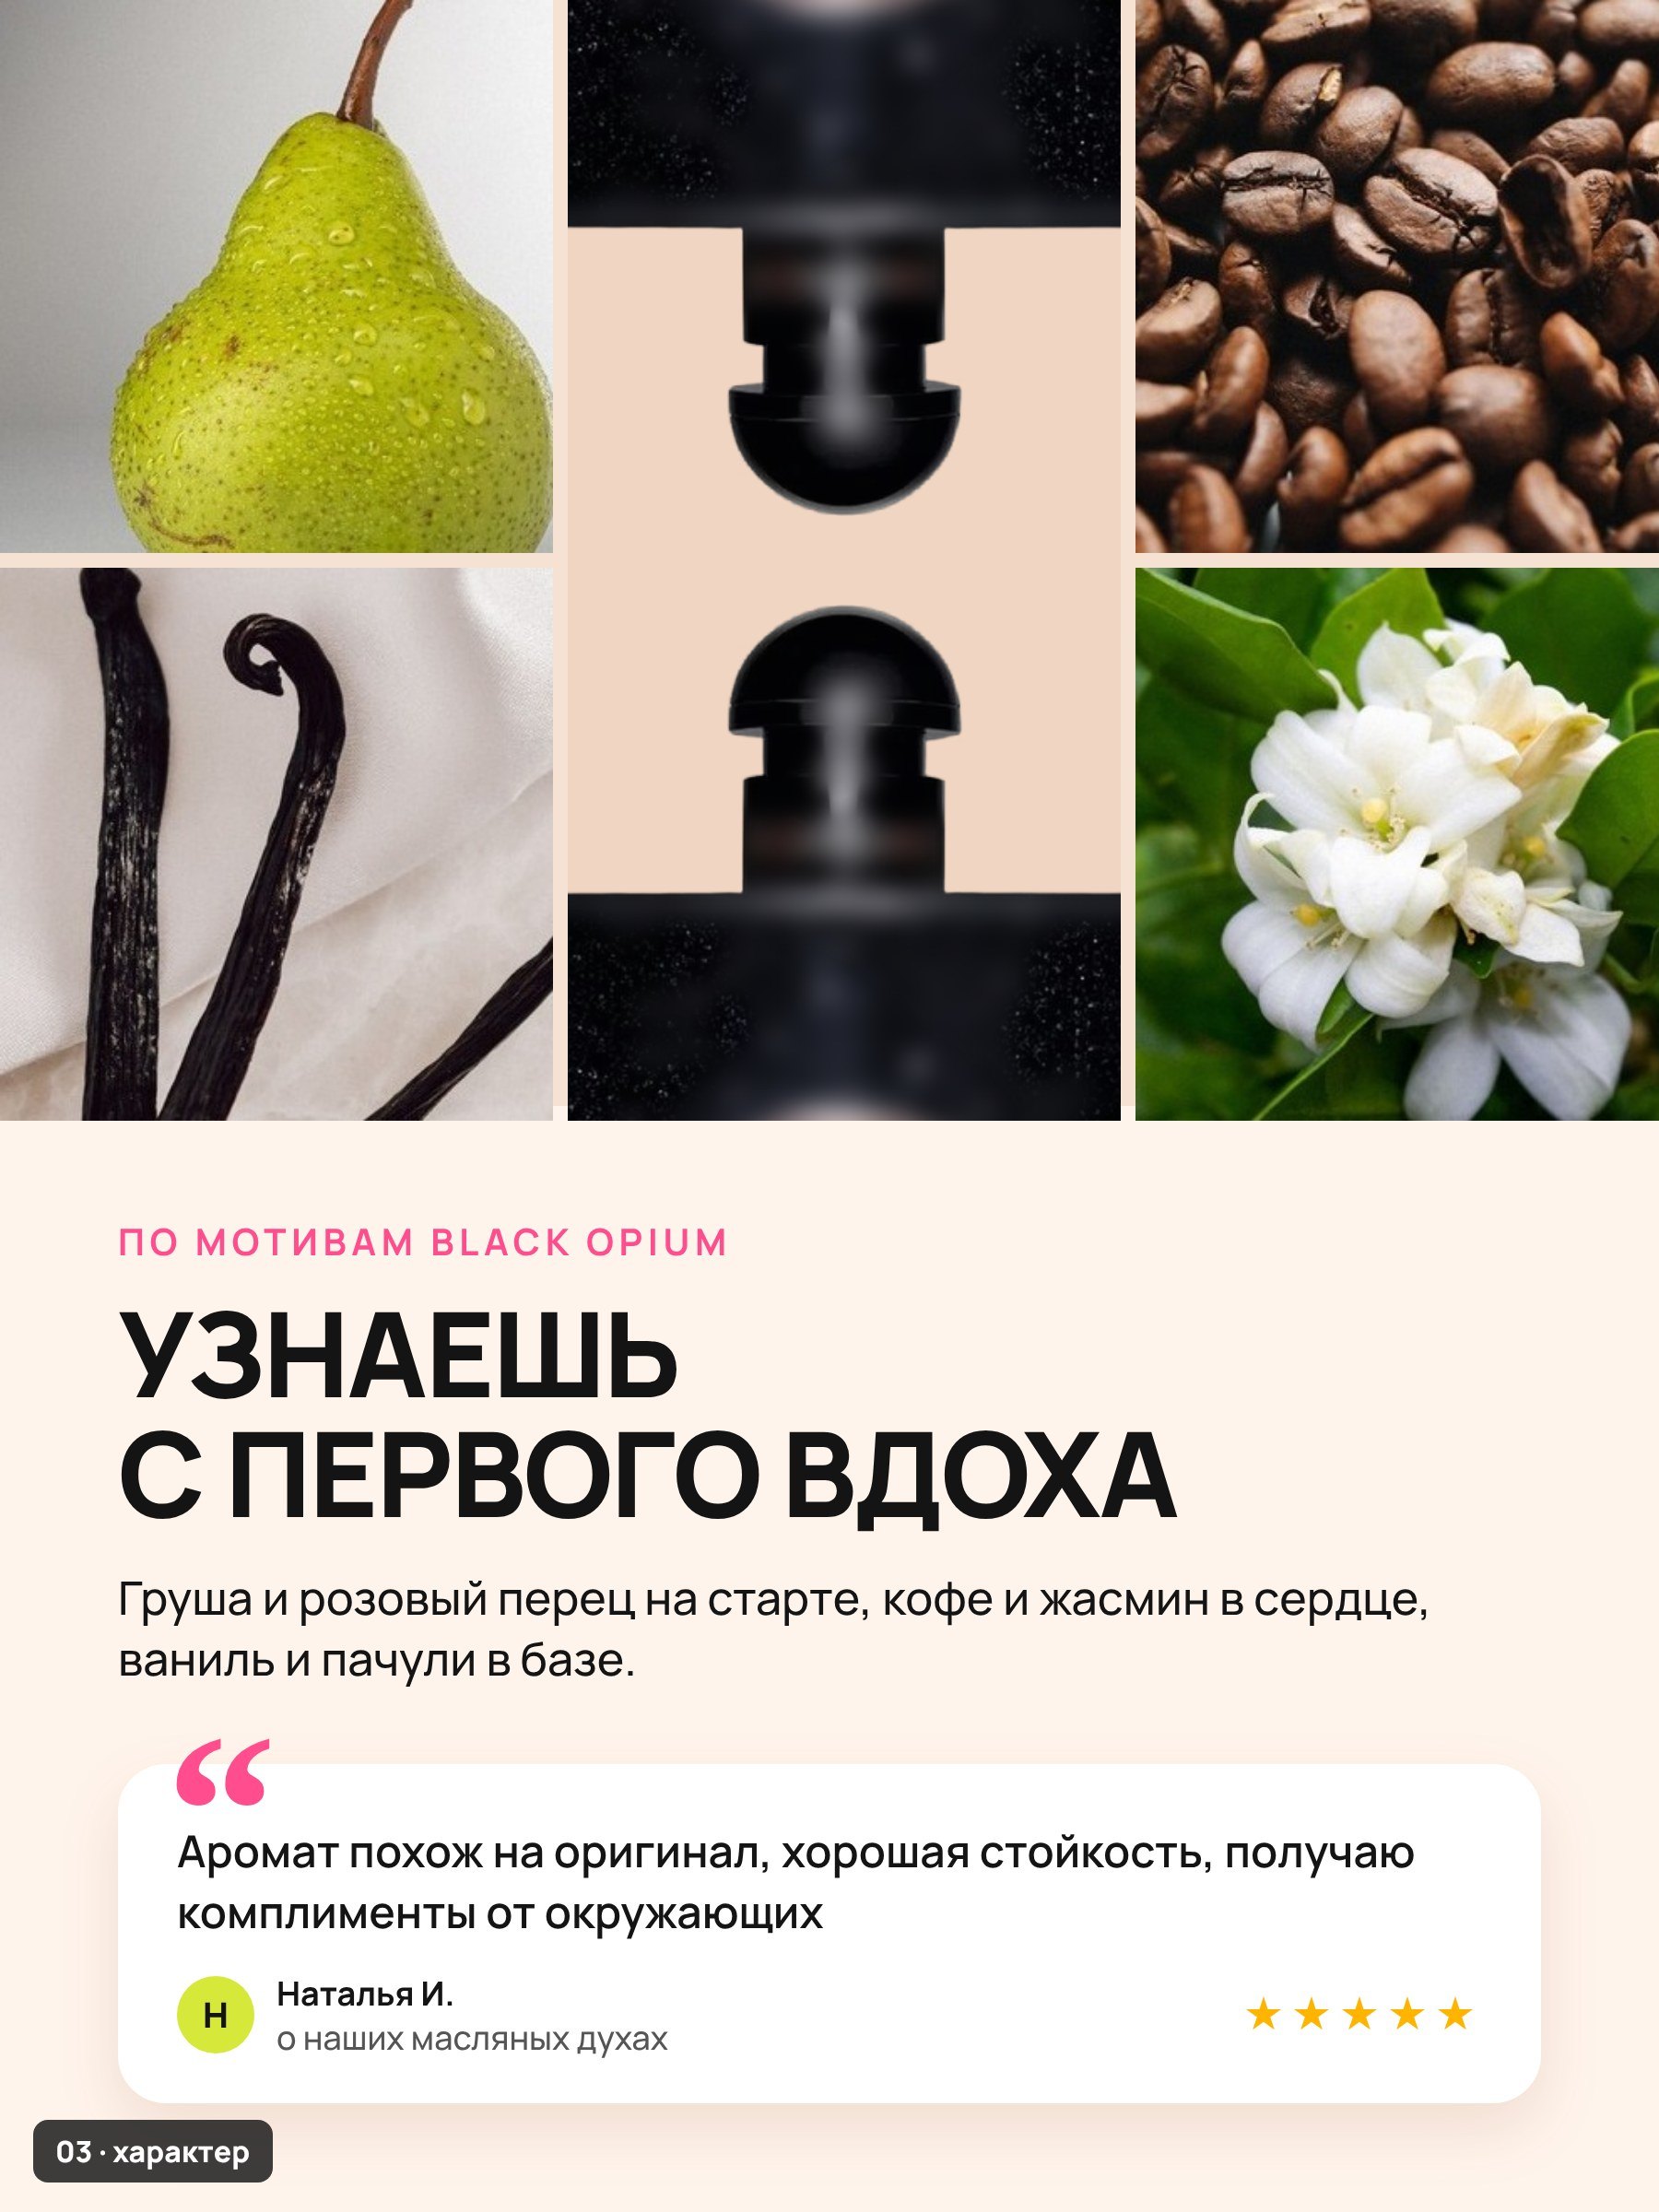 ПО МОТИВАМ BLACK OPIUM
УЗНАЕШЬ
С ПЕРВОГО ВДОХА
Груша и розовый перец на старте, кофе и жасмин в сердце,
ваниль и пачули в базе.
“
Аромат похож на оригинал, хорошая стойкость, получаю
комплименты от окружающих
Н
Наталья И.
о наших масляных духах
★★★★★
03 · характер